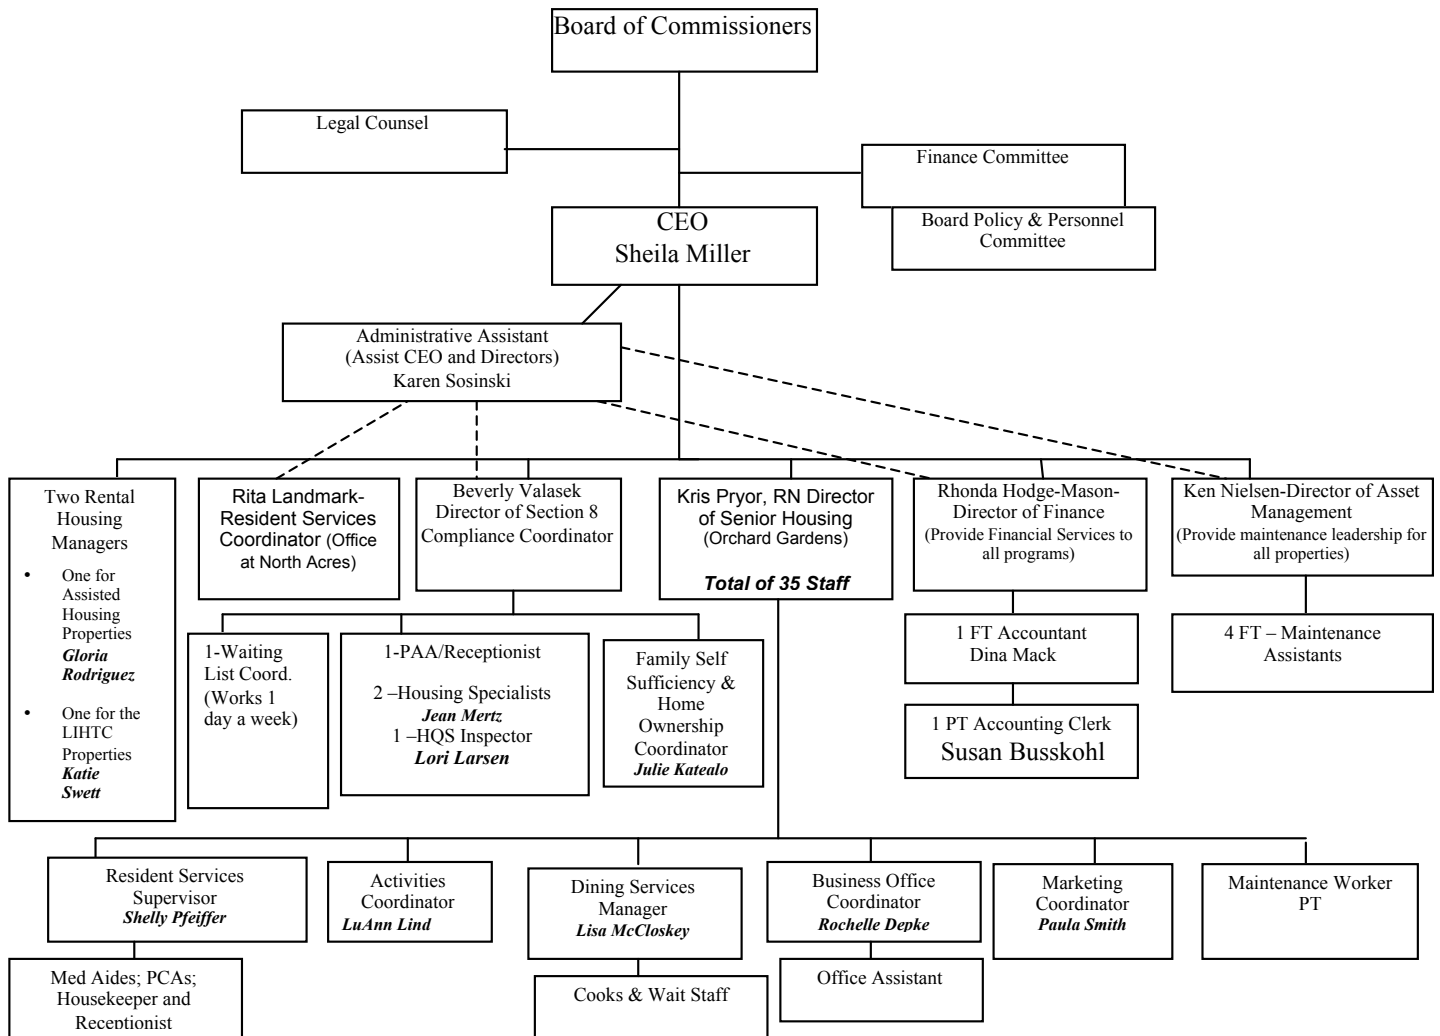 Board of Commissioners
Legal Counsel
Finance Committee
Board Policy & Personnel
Committee
CEO
Sheila Miller
Administrative Assistant
(Assist CEO and Directors)
Karen Sosinski
Two Rental
Housing
Managers
• One for
Assisted
Housing
Properties
Gloria
Rodriguez
• One for the
LIHTC
Properties
Katie
Swett
Rita Landmark-
Resident Services
Coordinator (Office
at North Acres)
Beverly Valasek
Director of Section 8
Compliance Coordinator
Kris Pryor, RN Director
of Senior Housing
(Orchard Gardens)
Total of 35 Staff
Rhonda Hodge-Mason-
Director of Finance
(Provide Financial Services to
all programs)
Ken Nielsen-Director of Asset
Management
(Provide maintenance leadership for
all properties)
1-Waiting
List Coord.
(Works 1
day a week)
1-PAA/Receptionist
2 –Housing Specialists
Jean Mertz
1 –HQS Inspector
Lori Larsen
Family Self
Sufficiency &
Home
Ownership
Coordinator
Julie Katealo
1 FT Accountant
Dina Mack
4 FT – Maintenance
Assistants
1 PT Accounting Clerk
Susan Busskohl
Resident Services
Supervisor
Shelly Pfeiffer
Activities
Coordinator
LuAnn Lind
Dining Services
Manager
Lisa McCloskey
Business Office
Coordinator
Rochelle Depke
Marketing
Coordinator
Paula Smith
Maintenance Worker
PT
Med Aides; PCAs;
Housekeeper and
Receptionist
Cooks & Wait Staff
Office Assistant